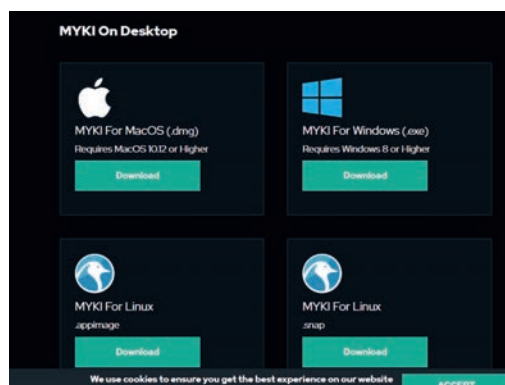 MYKI On Desktop
MYKI For MacOS (.dmg)
Requires MacOS 10.12 or Higher
Download
MYKI For Windows (.exe)
Requires Windows 8 or Higher
Download
MYKI For Linux
.appimage
Download
MYKI For Linux
.snap
Download
We use cookies to ensure you get the best experience on our website
ACCEPT